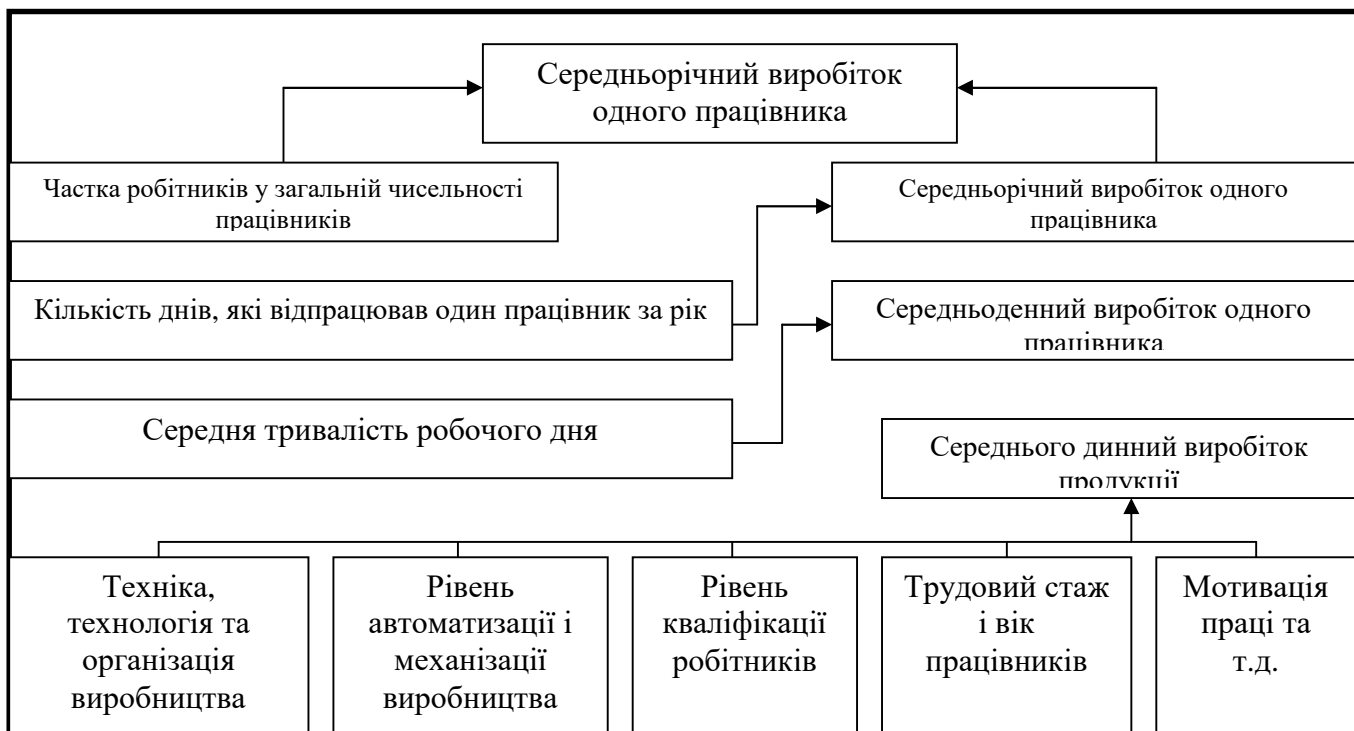 Середньорічний виробіток
одного працівника
Частка робітників у загальній чисельності
працівників
Середньорічний виробіток одного
працівника
Кількість днів, які відпрацював один працівник за рік
Середньоденний виробіток одного
працівника
Середня тривалість робочого дня
Середнього динний виробіток
продукції
Техніка,
технологія та
організація
виробництва
Рівень
автоматизації і
механізації
виробництва
Рівень
кваліфікації
робітників
Трудовий стаж
і вік
працівників
Мотивація
праці та
т.д.